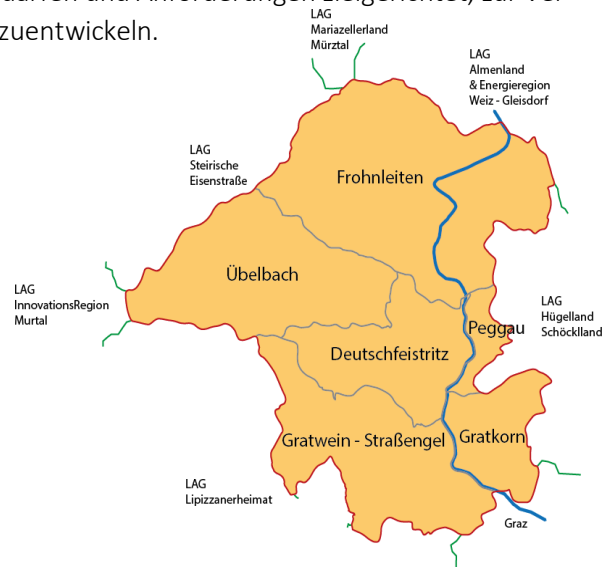 zuentwickeln.
LAG
Mariazellerland
Mürztal
LAG
Almenland
& Energieregion
Weiz - Gleisdorf
LAG
Steirische
Eisenstraße
Frohnleiten
Übelbach
LAG
InnovationsRegion
Murtal
LAG
Hügelland
Schöcklland
Peggau
Deutschfeistritz
Gratwein - Straßengel
Gratkorn
LAG
Lipizzanerheimat
Graz